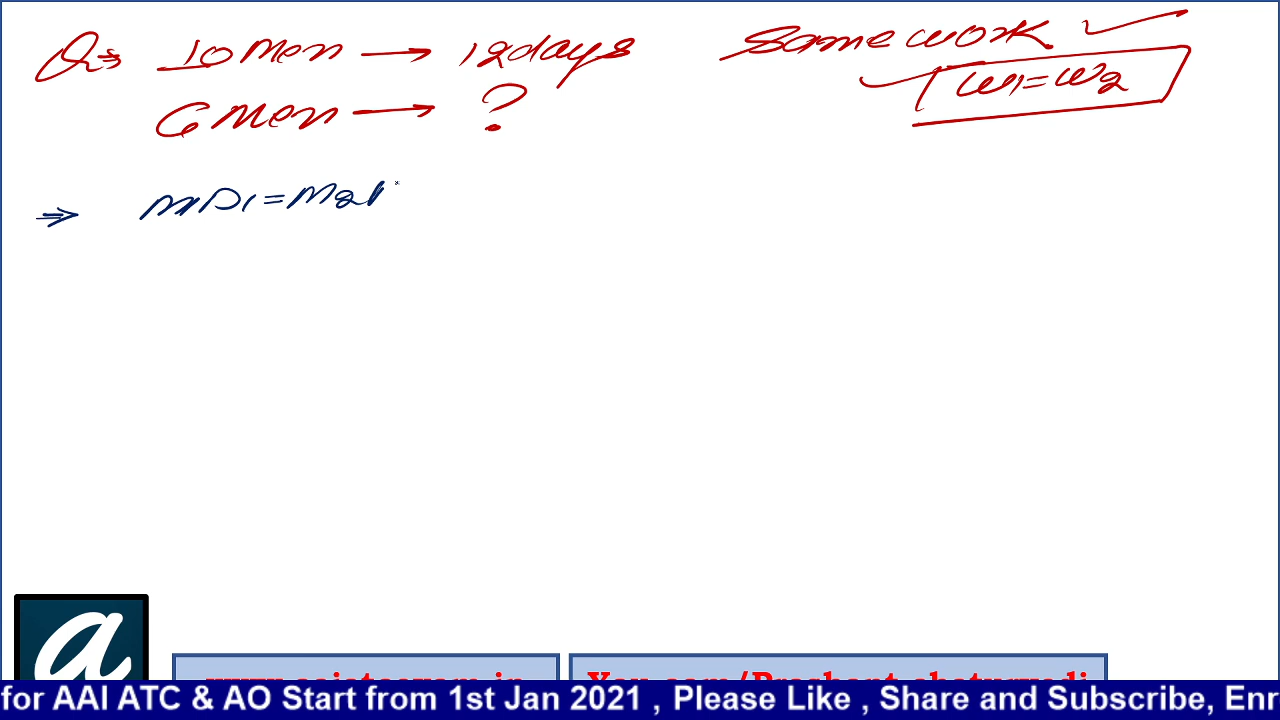 Q⇒ 10 Men → 12 days
6 Men → ?
Same work ✓
✓ W1=W2
⇒ M1D1=M2
a
for AAI ATC & AO Start from 1st Jan 2021 , Please Like , Share and Subscribe, Enr